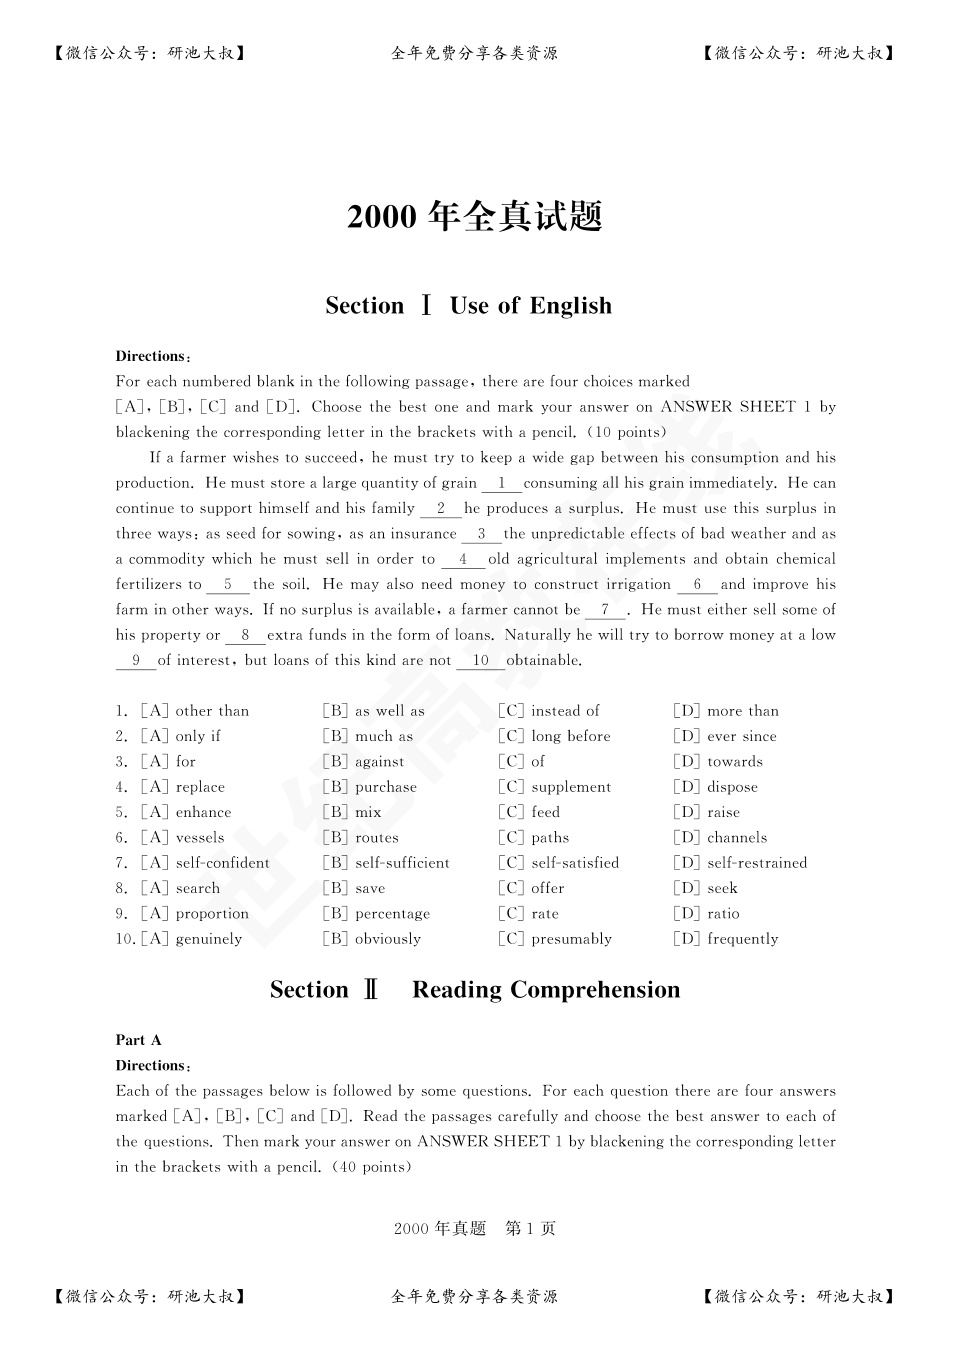 【微信公众号：研池大叔】 全年免费分享各类资源 【微信公众号：研池大叔】
2000 年全真试题
Section Ⅰ Use of English
Directions：
For each numbered blank in the following passage，there are four choices marked
［A］，［B］，［C］ and ［D］．Choose the best one and mark your answer on ANSWER SHEET 1 by
blackening the corresponding letter in the brackets with a pencil．（10 points）
If a farmer wishes to succeed，he must try to keep a wide gap between his consumption and his
production．He must store a large quantity of grain 1 consuming all his grain immediately．He can
continue to support himself and his family 2 he produces a surplus．He must use this surplus in
three ways：as seed for sowing，as an insurance 3 the unpredictable effects of bad weather and as
a commodity which he must sell in order to 4 old agricultural implements and obtain chemical
fertilizers to 5 the soil．He may also need money to construct irrigation 6 and improve his
farm in other ways．If no surplus is available，a farmer cannot be 7 ．He must either sell some of
his property or 8 extra funds in the form of loans．Naturally he will try to borrow money at a low
9 of interest，but loans of this kind are not 10 obtainable．
1．［A］ other than ［B］ as well as ［C］ instead of ［D］ more than
2．［A］ only if ［B］ much as ［C］ long before ［D］ ever since
3．［A］ for ［B］ against ［C］ of ［D］ towards
4．［A］ replace ［B］ purchase ［C］ supplement ［D］ dispose
5．［A］ enhance ［B］ mix ［C］ feed ［D］ raise
6．［A］ vessels ［B］ routes ［C］ paths ［D］ channels
7．［A］ self-confident ［B］ self-sufficient ［C］ self-satisfied ［D］ self-restrained
8．［A］ search ［B］ save ［C］ offer ［D］ seek
9．［A］ proportion ［B］ percentage ［C］ rate ［D］ ratio
10．［A］ genuinely ［B］ obviously ［C］ presumably ［D］ frequently
Section Ⅱ Reading Comprehension
Part A
Directions：
Each of the passages below is followed by some questions．For each question there are four answers
marked ［A］，［B］，［C］ and ［D］．Read the passages carefully and choose the best answer to each of
the questions．Then mark your answer on ANSWER SHEET 1 by blackening the corresponding letter
in the brackets with a pencil．（40 points）
2000 年真题 第 1 页
【微信公众号：研池大叔】 全年免费分享各类资源 【微信公众号：研池大叔】